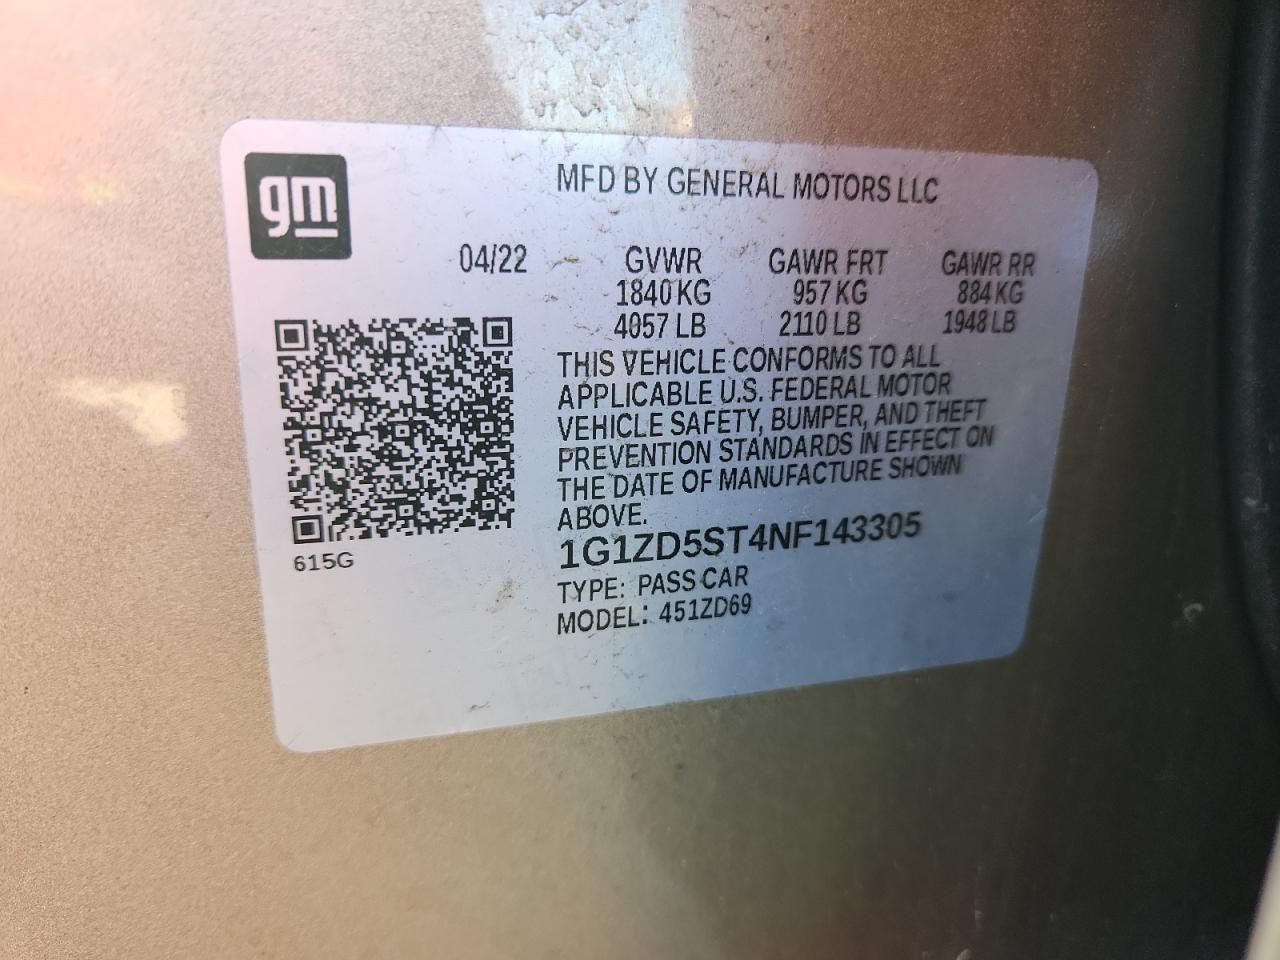 gm
MFD BY GENERAL MOTORS LLC
04/22 GVWR GAWR FRT GAWR RR
1840 KG 957 KG 884 KG
4057 LB 2110 LB 1948 LB
THIS VEHICLE CONFORMS TO ALL
APPLICABLE U.S. FEDERAL MOTOR
VEHICLE SAFETY, BUMPER, AND THEFT
PREVENTION STANDARDS IN EFFECT ON
THE DATE OF MANUFACTURE SHOWN
ABOVE.
1G1ZD5ST4NF143305
TYPE: PASS CAR
MODEL: 451ZD69
615G